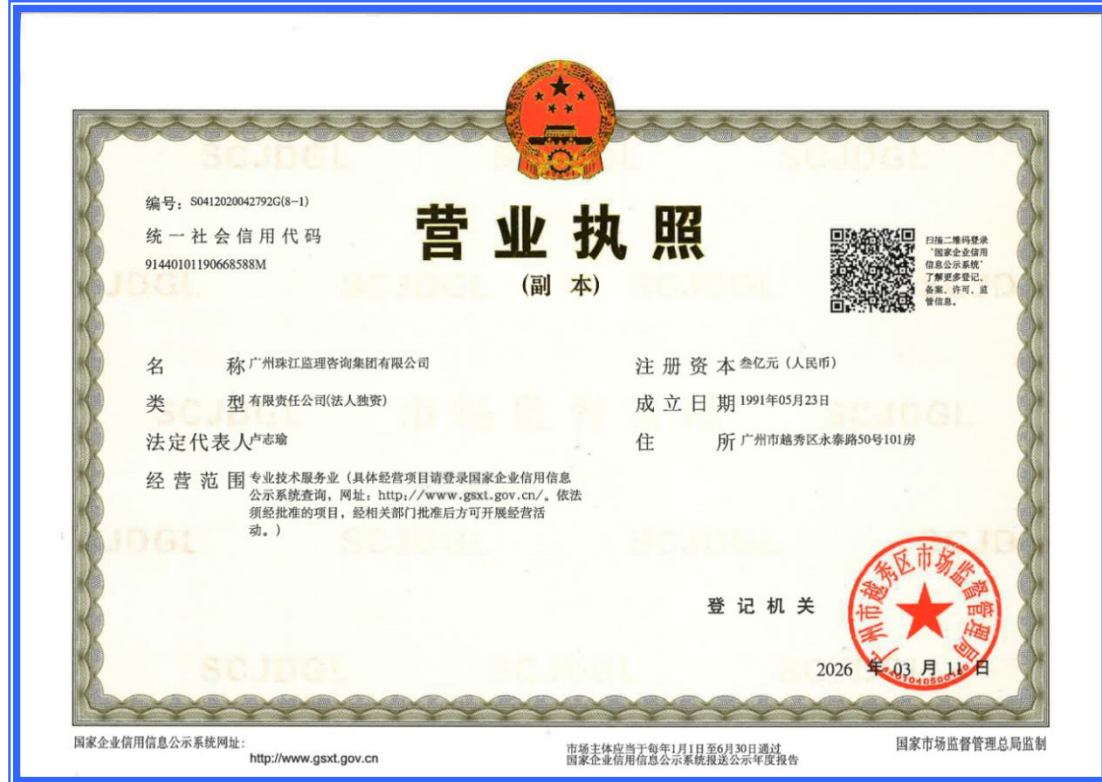 编号：S0412020042792G(8-1)
统一社会信用代码
91440101190668588M
营业执照
(副 本)
扫描二维码登录
“国家企业信用
信息公示系统”
了解更多登记、
备案、许可、监
管信息。
名 称 广州珠江监理咨询集团有限公司
类 型 有限责任公司(法人独资)
法定代表人 卢志瑜
经营范围 专业技术服务业（具体经营项目请登录国家企业信用信息
公示系统查询，网址：http://www.gsxt.gov.cn/。依法
须经批准的项目，经相关部门批准后方可开展经营活
动。）
注册资本 叁亿元（人民币）
成立日期 1991年05月23日
住 所 广州市越秀区永泰路50号101房
登记机关
广州市越秀区市场监督管理局
2026 年 03 月 11 日
国家企业信用信息公示系统网址：
http://www.gsxt.gov.cn
市场主体应当于每年1月1日至6月30日通过
国家企业信用信息公示系统报送公示年度报告
国家市场监督管理总局监制
SCJDGL